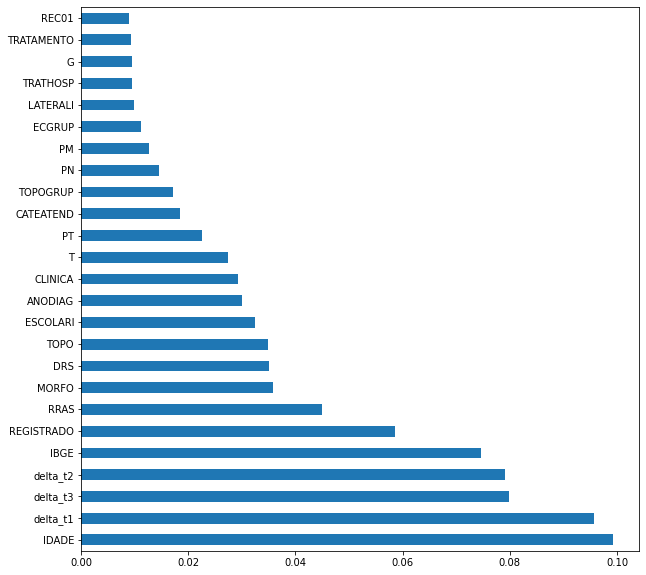 REC01
TRATAMENTO
G
TRATHOSP
LATERALI
ECGRUP
PM
PN
TOPOGRUP
CATEATEND
PT
T
CLINICA
ANODIAG
ESCOLARI
TOPO
DRS
MORFO
RRAS
REGISTRADO
IBGE
delta_t2
delta_t3
delta_t1
IDADE
0.00 0.02 0.04 0.06 0.08 0.10